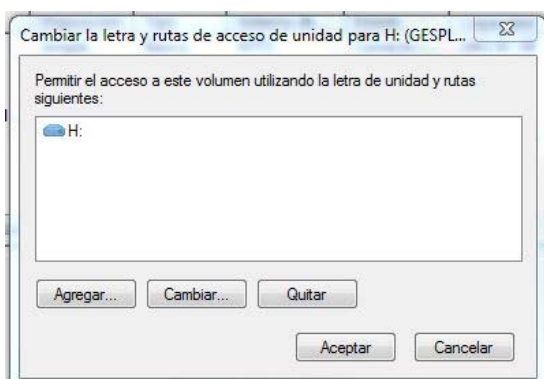 Cambiar la letra y rutas de acceso de unidad para H: (GESPL...
Permitir el acceso a este volumen utilizando la letra de unidad y rutas
siguientes:
H:
Agregar... Cambiar... Quitar
Aceptar Cancelar